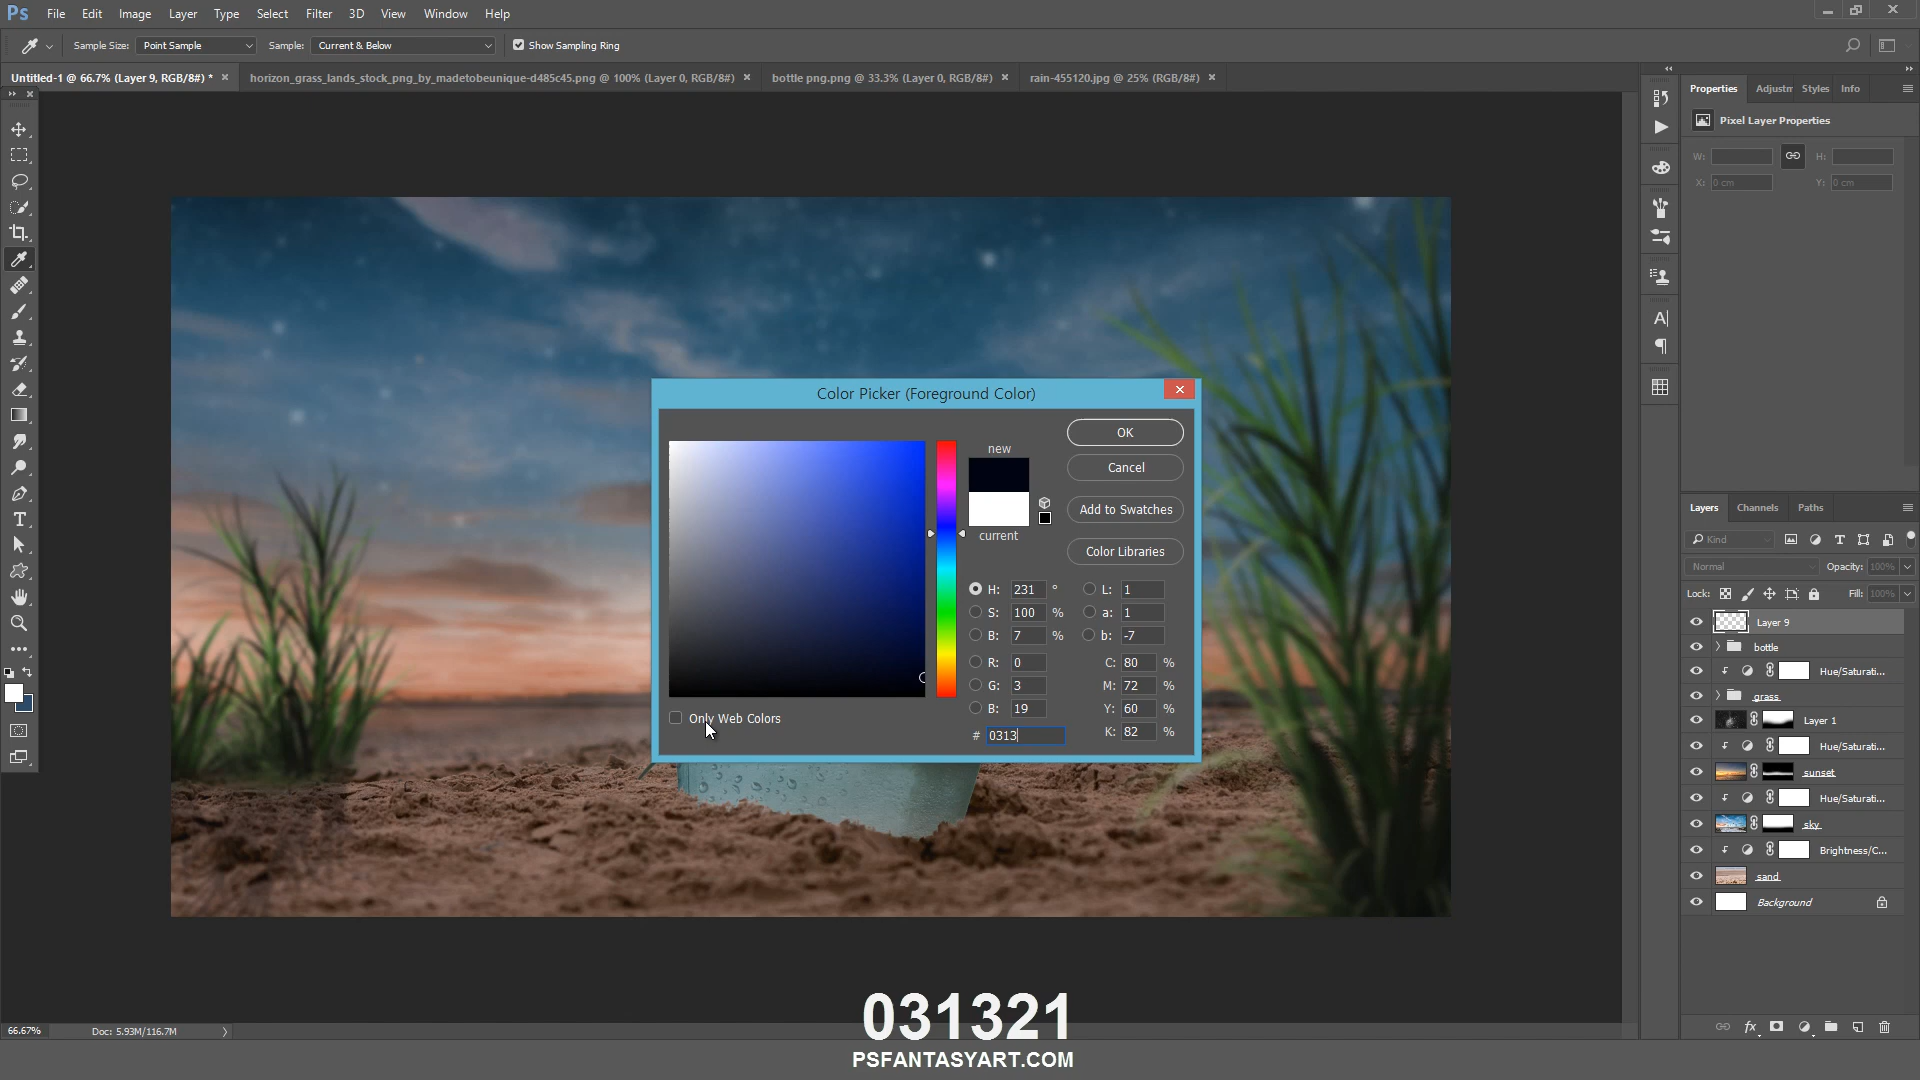 Ps File Edit Image Layer Type Select Filter 3D View Window Help
Sample Size: Point Sample Sample: Current & Below Show Sampling Ring
Untitled-1 @ 66.7% (Layer 9, RGB/8#) * × horizon_grass_lands_stock_png_by_madetobeunique-d485c45.png @ 100% (Layer 0, RGB/8#) × bottle png.png @ 33.3% (Layer 0, RGB/8#) × rain-455120.jpg @ 25% (RGB/8#) ×
Properties Adjustm Styles Info
Pixel Layer Properties
W: H:
X: 0 cm Y: 0 cm
Color Picker (Foreground Color)
OK
new
Cancel
Add to Swatches
current
Color Libraries
H: 231 ° L: 1
S: 100 % a: 1
B: 7 % b: -7
R: 0 C: 80 %
G: 3 M: 72 %
B: 19 Y: 60 %
# 0313 K: 82 %
Only Web Colors
Layers Channels Paths
Kind
Normal Opacity: 100%
Lock: Fill: 100%
Layer 9
bottle
Hue/Saturati...
grass
Layer 1
Hue/Saturati...
sunset
Hue/Saturati...
sky
Brightness/C...
sand
Background
66.67% Doc: 5.93M/116.7M
031321
PSFANTASYART.COM